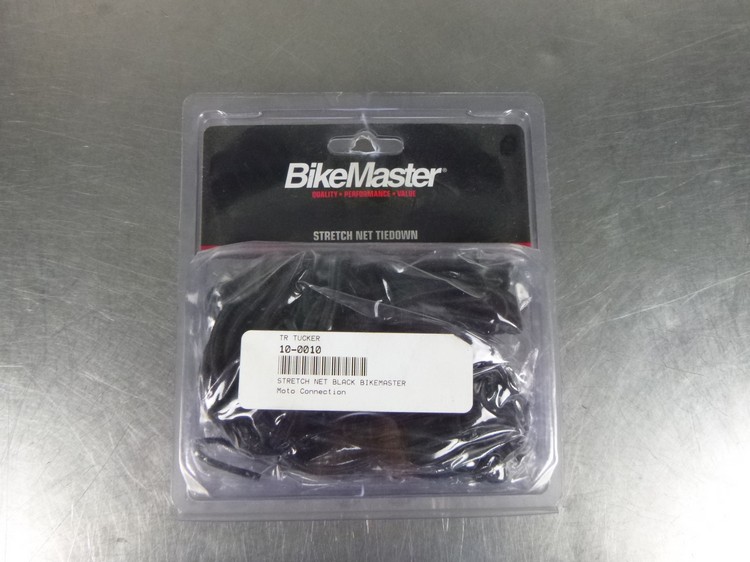 BikeMaster®
QUALITY • PERFORMANCE • VALUE
STRETCH NET TIEDOWN
TR TUCKER
10-0010
STRETCH NET BLACK BIKEMASTER
Moto Connection